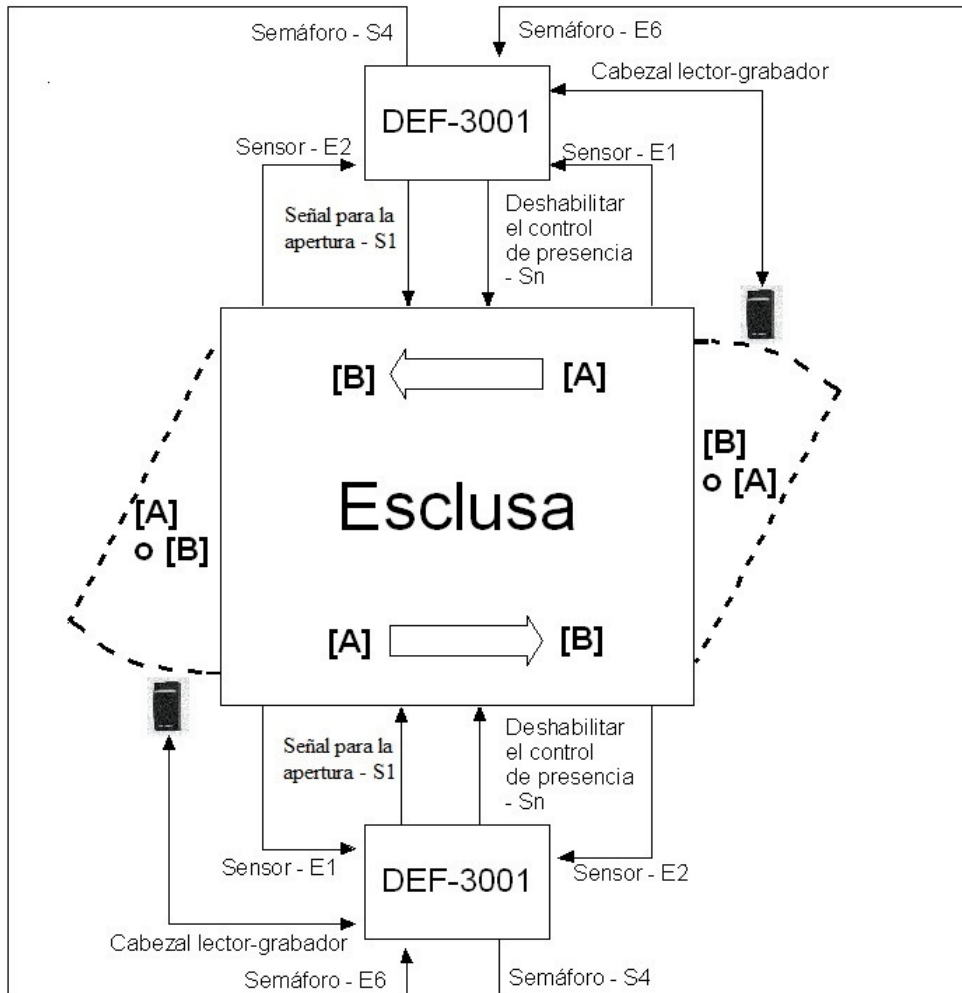 Semáforo - S4
Semáforo - E6
Cabezal lector-grabador
DEF-3001
Sensor - E2
Sensor - E1
Señal para la
apertura - S1
Deshabilitar
el control
de presencia
- Sn
[B]
[A]
[B]
o [A]
Esclusa
[A]
o [B]
[A]
[B]
Señal para la
apertura - S1
Deshabilitar
el control
de presencia
- Sn
Sensor - E1
DEF-3001
Sensor - E2
Cabezal lector-grabador
Semáforo - E6
Semáforo - S4